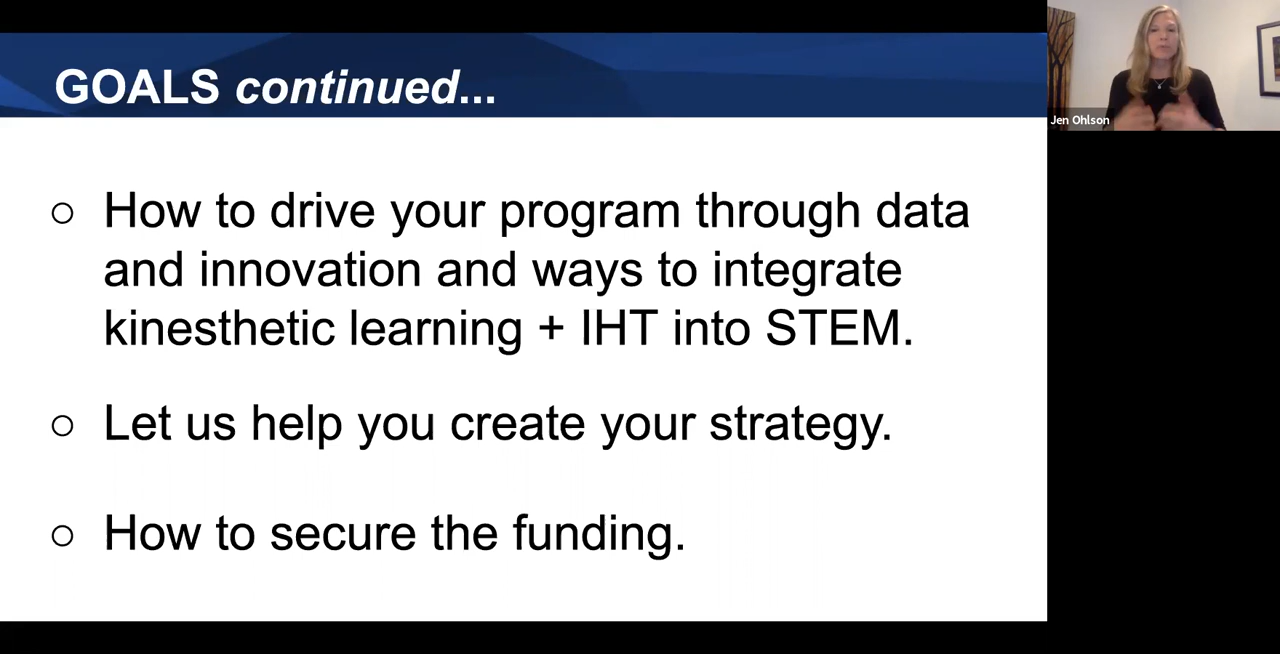 GOALS continued...
Jen Ohlson
○ How to drive your program through data
and innovation and ways to integrate
kinesthetic learning + IHT into STEM.
○ Let us help you create your strategy.
○ How to secure the funding.